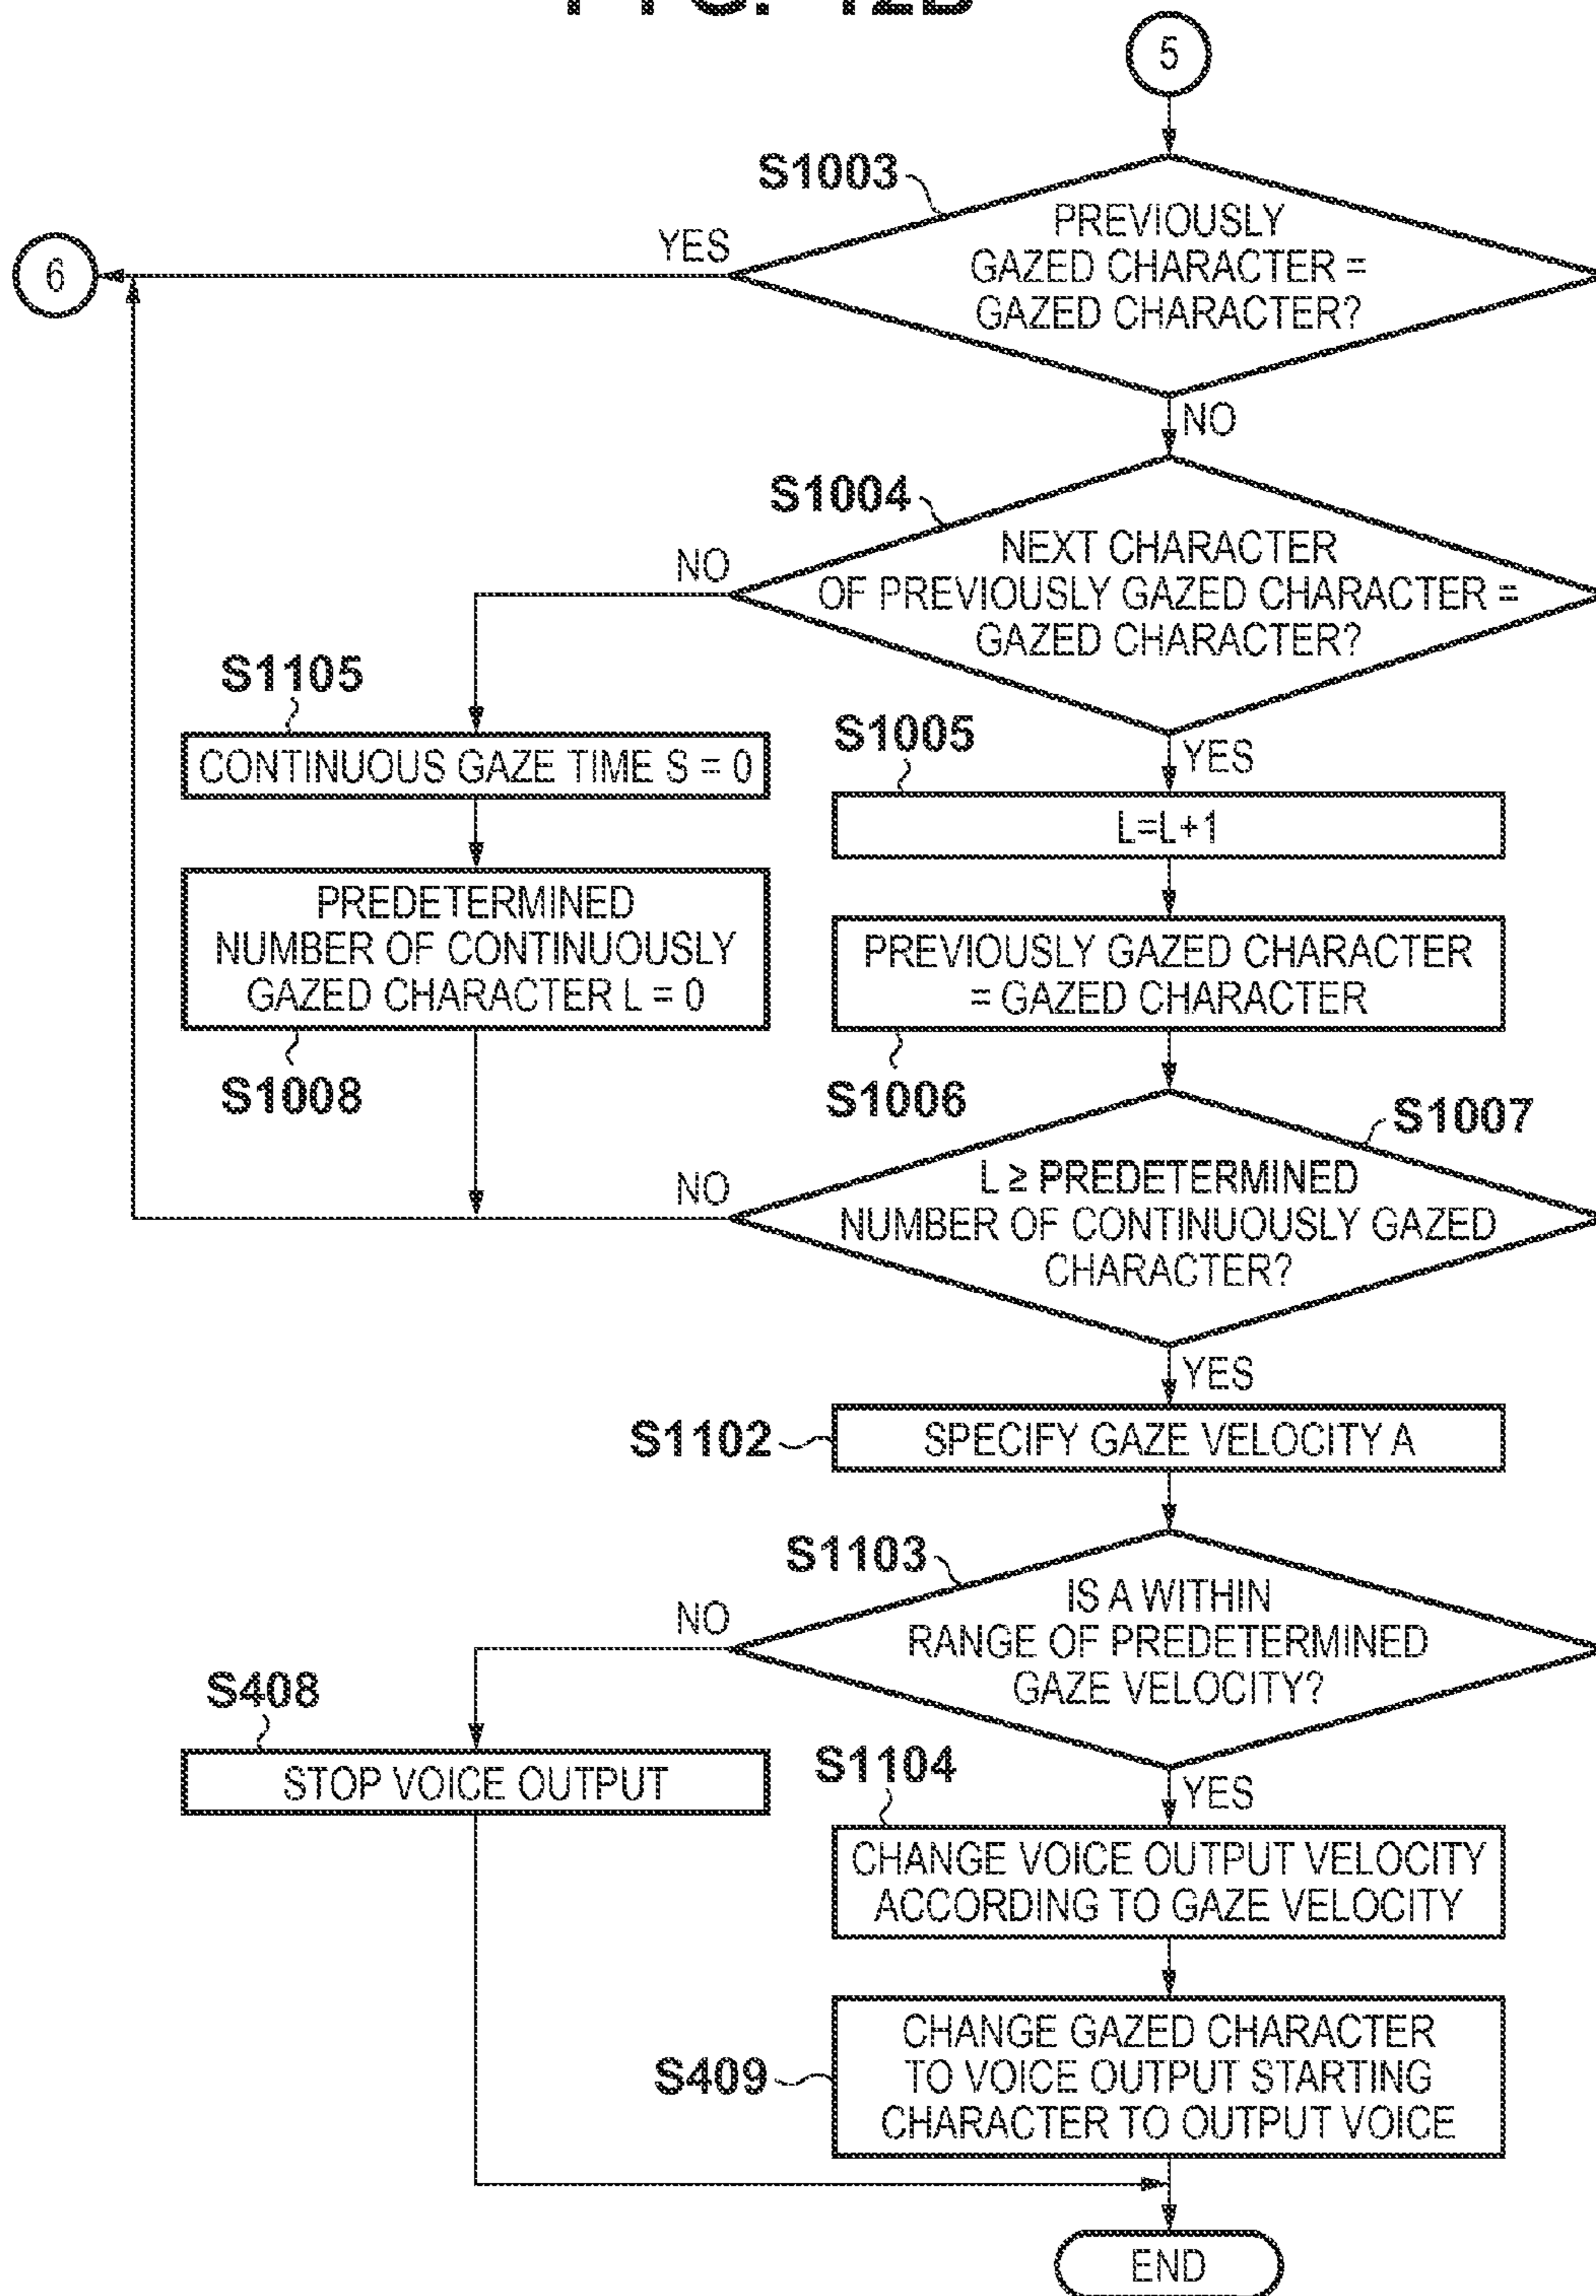 FIG. 12B
5
S1003
PREVIOUSLY
GAZED CHARACTER =
GAZED CHARACTER?
YES
6
NO
S1004
NEXT CHARACTER
OF PREVIOUSLY GAZED CHARACTER =
GAZED CHARACTER?
NO
S1105
CONTINUOUS GAZE TIME S = 0
S1005
YES
L=L+1
PREDETERMINED
NUMBER OF CONTINUOUSLY
GAZED CHARACTER L = 0
S1008
PREVIOUSLY GAZED CHARACTER
= GAZED CHARACTER
S1006
S1007
L ≥ PREDETERMINED
NUMBER OF CONTINUOUSLY GAZED
CHARACTER?
NO
YES
S1102
SPECIFY GAZE VELOCITY A
S1103
IS A WITHIN
RANGE OF PREDETERMINED
GAZE VELOCITY?
NO
S408
STOP VOICE OUTPUT
S1104
YES
CHANGE VOICE OUTPUT VELOCITY
ACCORDING TO GAZE VELOCITY
S409
CHANGE GAZED CHARACTER
TO VOICE OUTPUT STARTING
CHARACTER TO OUTPUT VOICE
END